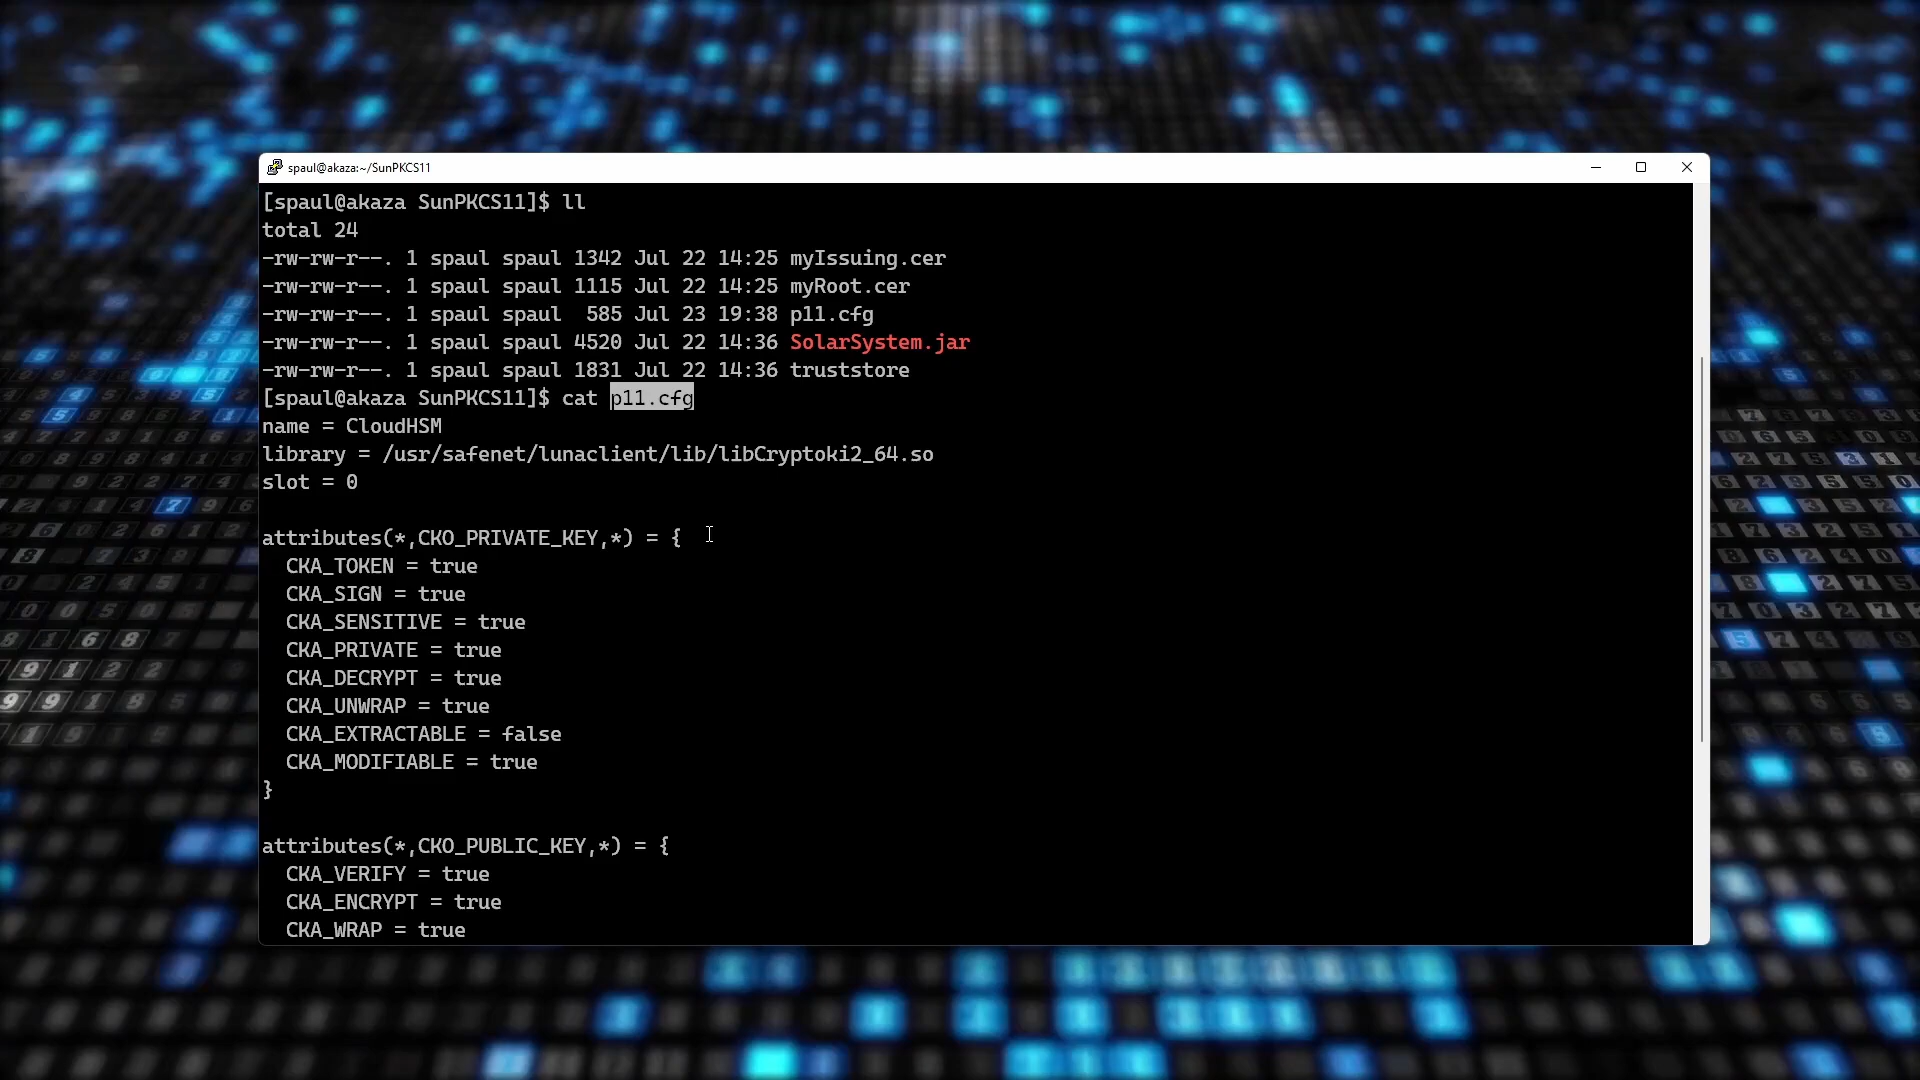 spaul@akaza:~/SunPKCS11
[spaul@akaza SunPKCS11]$ ll
total 24
-rw-rw-r--. 1 spaul spaul 1342 Jul 22 14:25 myIssuing.cer
-rw-rw-r--. 1 spaul spaul 1115 Jul 22 14:25 myRoot.cer
-rw-rw-r--. 1 spaul spaul  585 Jul 23 19:38 p11.cfg
-rw-rw-r--. 1 spaul spaul 4520 Jul 22 14:36 SolarSystem.jar
-rw-rw-r--. 1 spaul spaul 1831 Jul 22 14:36 truststore
[spaul@akaza SunPKCS11]$ cat p11.cfg
name = CloudHSM
library = /usr/safenet/lunaclient/lib/libCryptoki2_64.so
slot = 0
attributes(*,CKO_PRIVATE_KEY,*) = {
  CKA_TOKEN = true
  CKA_SIGN = true
  CKA_SENSITIVE = true
  CKA_PRIVATE = true
  CKA_DECRYPT = true
  CKA_UNWRAP = true
  CKA_EXTRACTABLE = false
  CKA_MODIFIABLE = true
}
attributes(*,CKO_PUBLIC_KEY,*) = {
  CKA_VERIFY = true
  CKA_ENCRYPT = true
  CKA_WRAP = true